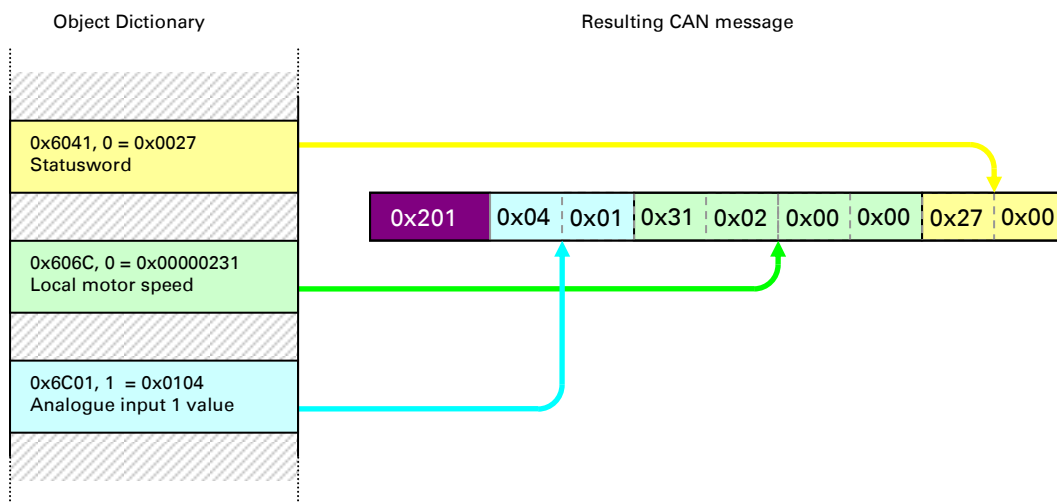 Object Dictionary
Resulting CAN message
0x6041, 0 = 0x0027
Statusword
0x201 0x04 0x01 0x31 0x02 0x00 0x00 0x27 0x00
0x606C, 0 = 0x00000231
Local motor speed
0x6C01, 1 = 0x0104
Analogue input 1 value